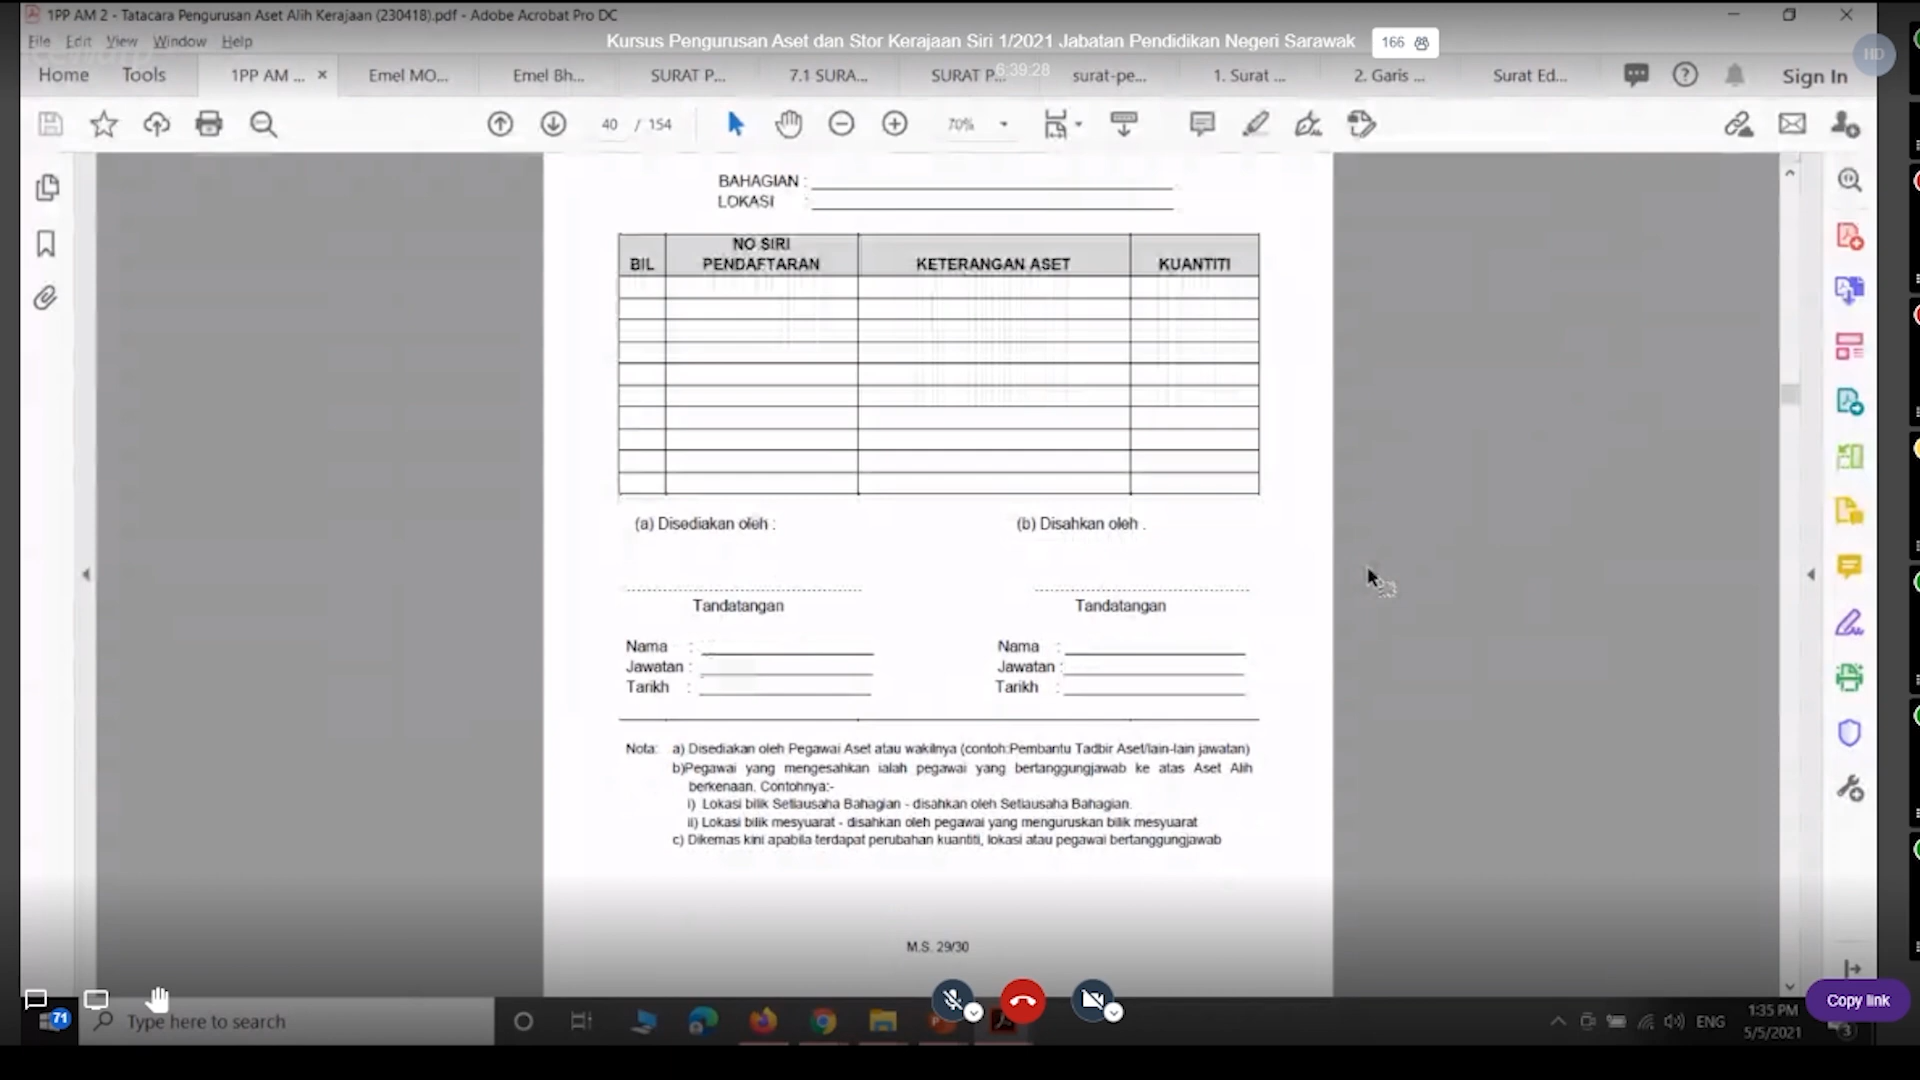 1PP AM 2 - Tatacara Pengurusan Aset Alih Kerajaan (230418).pdf - Adobe Acrobat Pro DC
File Edit View Window Help
Kursus Pengurusan Aset dan Stor Kerajaan Siri 1/2021 Jabatan Pendidikan Negeri Sarawak 166
HD
6:39:28
Home Tools 1PP AM ... × Emel MO... Emel Bh... SURAT P... 7.1 SURA... SURAT P... surat-pe... 1. Surat ... 2. Garis ... Surat Ed... Sign In
40 / 154 70%
BAHAGIAN :
LOKASI :
BIL NO SIRI PENDAFTARAN KETERANGAN ASET KUANTITI
(a) Disediakan oleh : (b) Disahkan oleh .
Tandatangan Tandatangan
Nama : Nama :
Jawatan : Jawatan :
Tarikh : Tarikh :
Nota: a) Disediakan oleh Pegawai Aset atau wakilnya (contoh:Pembantu Tadbir Aset/lain-lain jawatan)
b)Pegawai yang mengesahkan ialah pegawai yang bertanggungjawab ke atas Aset Alih
berkenaan. Contohnya:-
i) Lokasi bilik Setiausaha Bahagian - disahkan oleh Setiausaha Bahagian.
ii) Lokasi bilik mesyuarat - disahkan oleh pegawai yang menguruskan bilik mesyuarat
c) Dikemas kini apabila terdapat perubahan kuantiti, lokasi atau pegawai bertanggungjawab
M.S. 29/30
Copy link
71 Type here to search ENG 1:35 PM
5/5/2021 3